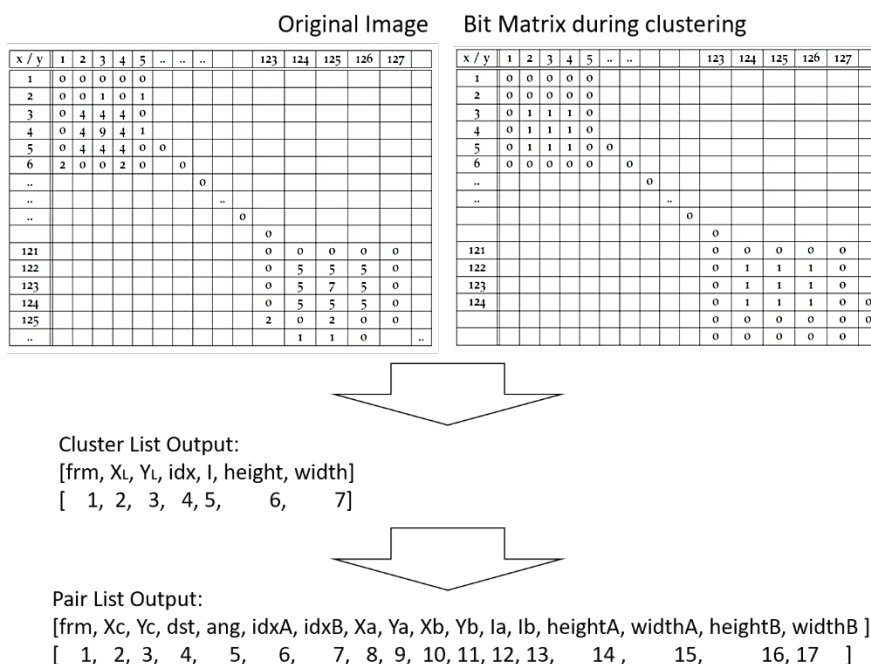 Original Image Bit Matrix during clustering
x / y 1 2 3 4 5 .. .. .. 123 124 125 126 127
1 0 0 0 0 0
2 0 0 1 0 1
3 0 4 4 4 0
4 0 4 9 4 1
5 0 4 4 4 0 0
6 2 0 0 2 0 0
.. 0
.. ..
.. 0
0
121 0 0 0 0 0
122 0 5 5 5 0
123 0 5 7 5 0
124 0 5 5 5 0
125 2 0 2 0 0
.. 1 1 0 ..
x / y 1 2 3 4 5 .. .. 123 124 125 126 127
1 0 0 0 0 0
2 0 0 0 0 0
3 0 1 1 1 0
4 0 1 1 1 0
5 0 1 1 1 0 0
6 0 0 0 0 0 0
.. 0
.. ..
0
0
121 0 0 0 0 0
122 0 1 1 1 0
123 0 1 1 1 0
124 0 1 1 1 0 0
0 0 0 0 0 0
0 0 0 0 0
Cluster List Output:
[frm, XL, YL, idx, I, height, width]
[ 1, 2, 3, 4, 5, 6, 7]
Pair List Output:
[frm, Xc, Yc, dst, ang, idxA, idxB, Xa, Ya, Xb, Yb, Ia, Ib, heightA, widthA, heightB, widthB ]
[ 1, 2, 3, 4, 5, 6, 7, 8, 9, 10, 11, 12, 13, 14 , 15, 16, 17 ]